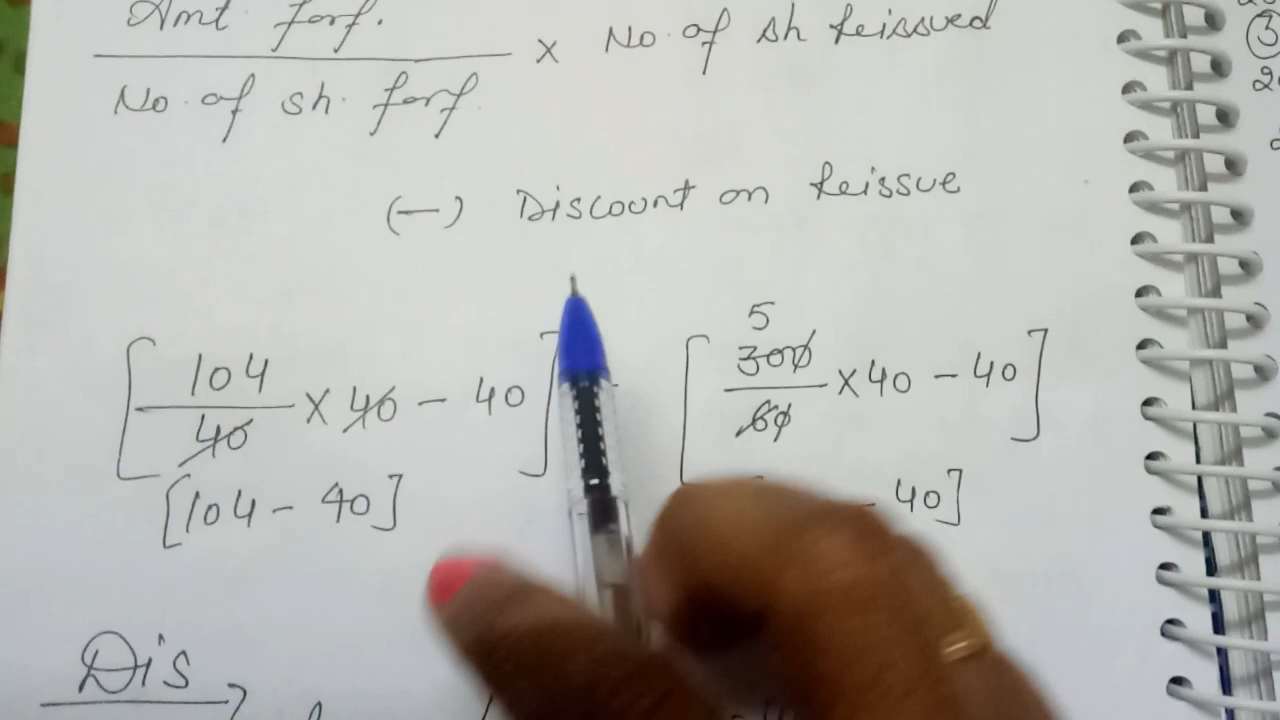 Amt forf.
No. of sh. forf. × No. of sh Reissued
(—) Discount on Reissue
[104/40 × 40 - 40] [300/60 5 × 40 - 40]
[104 - 40] - 40]
Dis
3